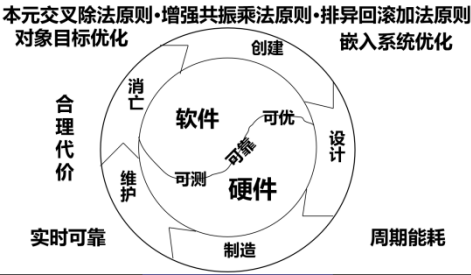 本元交叉除法原则·增强共振乘法原则·排异回滚加法原则
对象目标优化
嵌入系统优化
创建
消亡
合理代价
软件
可优
设计
可靠
可测
维护
硬件
实时可靠
制造
周期能耗